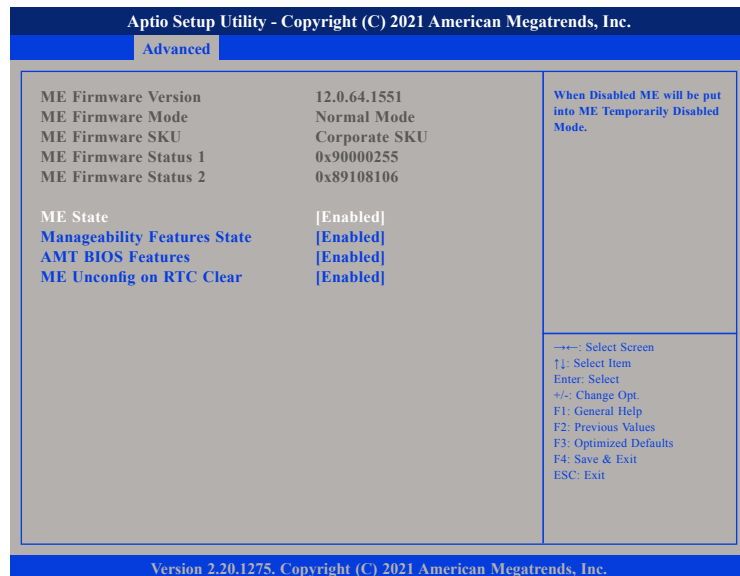 Aptio Setup Utility - Copyright (C) 2021 American Megatrends, Inc.
Advanced
ME Firmware Version 12.0.64.1551
ME Firmware Mode Normal Mode
ME Firmware SKU Corporate SKU
ME Firmware Status 1 0x90000255
ME Firmware Status 2 0x89108106
ME State [Enabled]
Manageability Features State [Enabled]
AMT BIOS Features [Enabled]
ME Unconfig on RTC Clear [Enabled]
When Disabled ME will be put
into ME Temporarily Disabled
Mode.
→←: Select Screen
↑↓: Select Item
Enter: Select
+/-: Change Opt.
F1: General Help
F2: Previous Values
F3: Optimized Defaults
F4: Save & Exit
ESC: Exit
Version 2.20.1275. Copyright (C) 2021 American Megatrends, Inc.